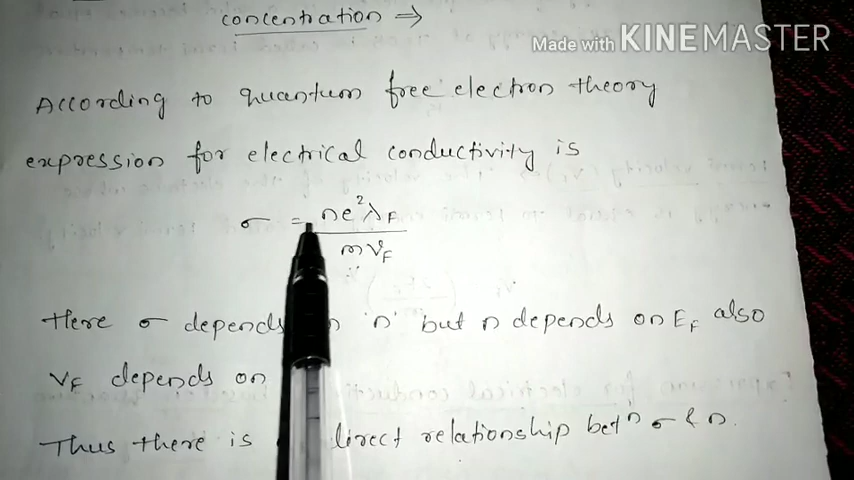 concentration ⇒
Made with KINEMASTER
According to quantum free electron theory
expression for electrical conductivity is
σ = ne²λF / mvF
Here σ depends n 'n' but n depends on EF also
VF depends on
Thus there is direct relationship betⁿ σ & n.